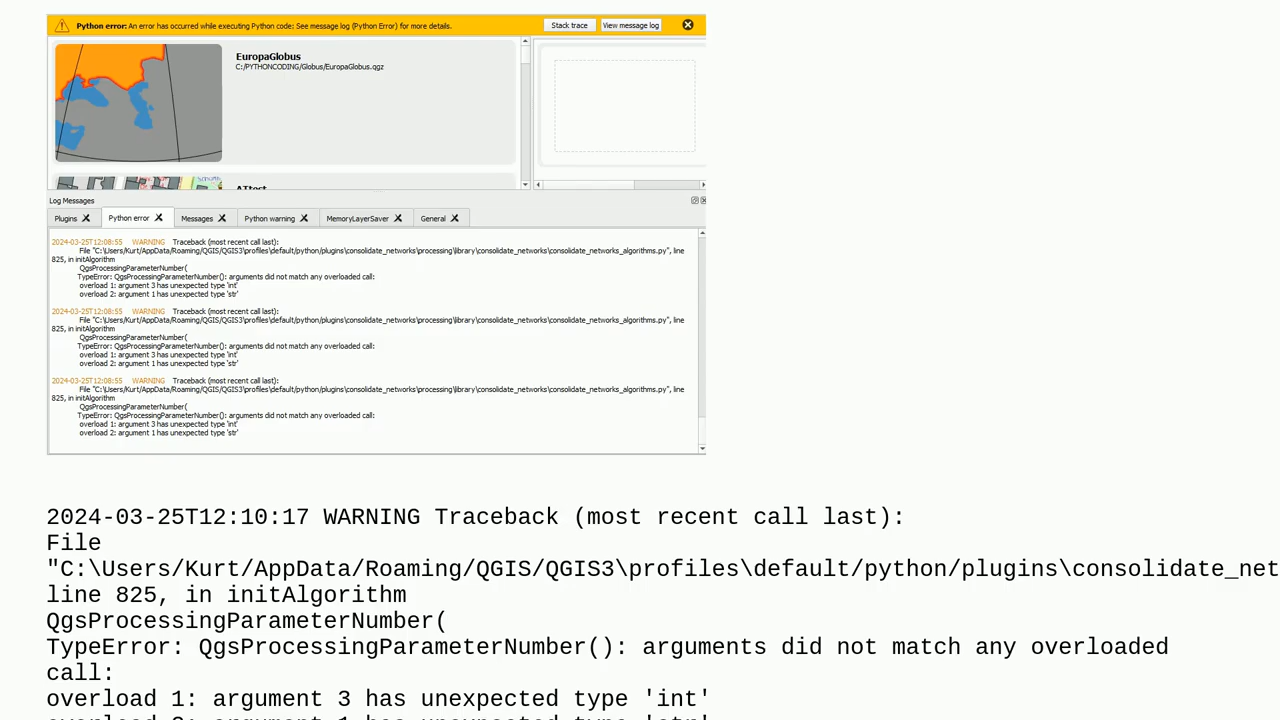 Python error: An error has occurred while executing Python code: See message log (Python Error) for more details.
Stack trace
View message log
EuropaGlobus
C:/PYTHONCODING/Globus/EuropaGlobus.qgz
ATtest
Log Messages
Plugins
Python error
Messages
Python warning
MemoryLayerSaver
General
2024-03-25T12:08:55 WARNING Traceback (most recent call last):
File "C:\Users/Kurt/AppData/Roaming/QGIS/QGIS3\profiles\default/python/plugins\consolidate_networks\processing\library\consolidate_networks\consolidate_networks_algorithms.py", line
825, in initAlgorithm
QgsProcessingParameterNumber(
TypeError: QgsProcessingParameterNumber(): arguments did not match any overloaded call:
overload 1: argument 3 has unexpected type 'int'
overload 2: argument 1 has unexpected type 'str'
2024-03-25T12:08:55 WARNING Traceback (most recent call last):
File "C:\Users/Kurt/AppData/Roaming/QGIS/QGIS3\profiles\default/python/plugins\consolidate_networks\processing\library\consolidate_networks\consolidate_networks_algorithms.py", line
825, in initAlgorithm
QgsProcessingParameterNumber(
TypeError: QgsProcessingParameterNumber(): arguments did not match any overloaded call:
overload 1: argument 3 has unexpected type 'int'
overload 2: argument 1 has unexpected type 'str'
2024-03-25T12:08:55 WARNING Traceback (most recent call last):
File "C:\Users/Kurt/AppData/Roaming/QGIS/QGIS3\profiles\default/python/plugins\consolidate_networks\processing\library\consolidate_networks\consolidate_networks_algorithms.py", line
825, in initAlgorithm
QgsProcessingParameterNumber(
TypeError: QgsProcessingParameterNumber(): arguments did not match any overloaded call:
overload 1: argument 3 has unexpected type 'int'
overload 2: argument 1 has unexpected type 'str'
2024-03-25T12:10:17 WARNING Traceback (most recent call last):
File
"C:\Users/Kurt/AppData/Roaming/QGIS/QGIS3\profiles\default/python/plugins\consolidate_net
line 825, in initAlgorithm
QgsProcessingParameterNumber(
TypeError: QgsProcessingParameterNumber(): arguments did not match any overloaded
call:
overload 1: argument 3 has unexpected type 'int'
overload 2: argument 1 has unexpected type 'str'